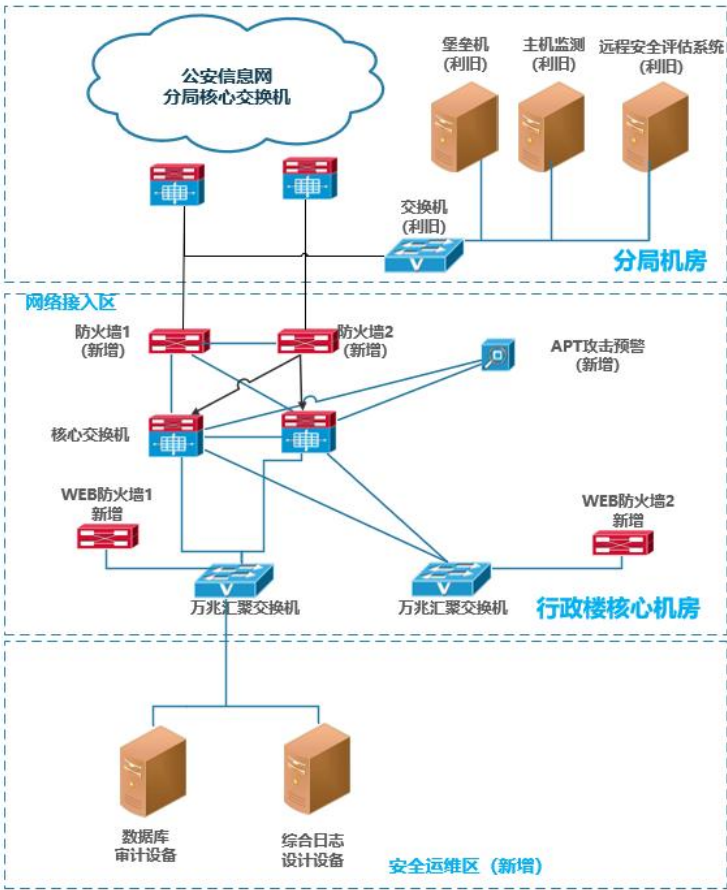 公安信息网
分局核心交换机
堡垒机
(利旧)
主机监测
(利旧)
远程安全评估系统
(利旧)
交换机
(利旧)
分局机房
网络接入区
防火墙1
(新增)
防火墙2
(新增)
APT攻击预警
(新增)
核心交换机
WEB防火墙1
新增
WEB防火墙2
新增
万兆汇聚交换机
万兆汇聚交换机
行政楼核心机房
数据库
审计设备
综合日志
设计设备
安全运维区（新增）